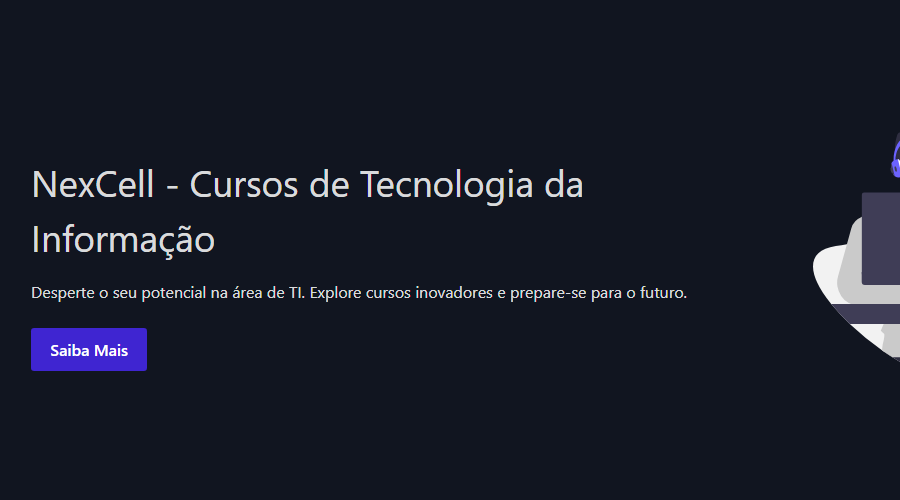 NexCell - Cursos de Tecnologia da
Informação
Desperte o seu potencial na área de TI. Explore cursos inovadores e prepare-se para o futuro.
Saiba Mais